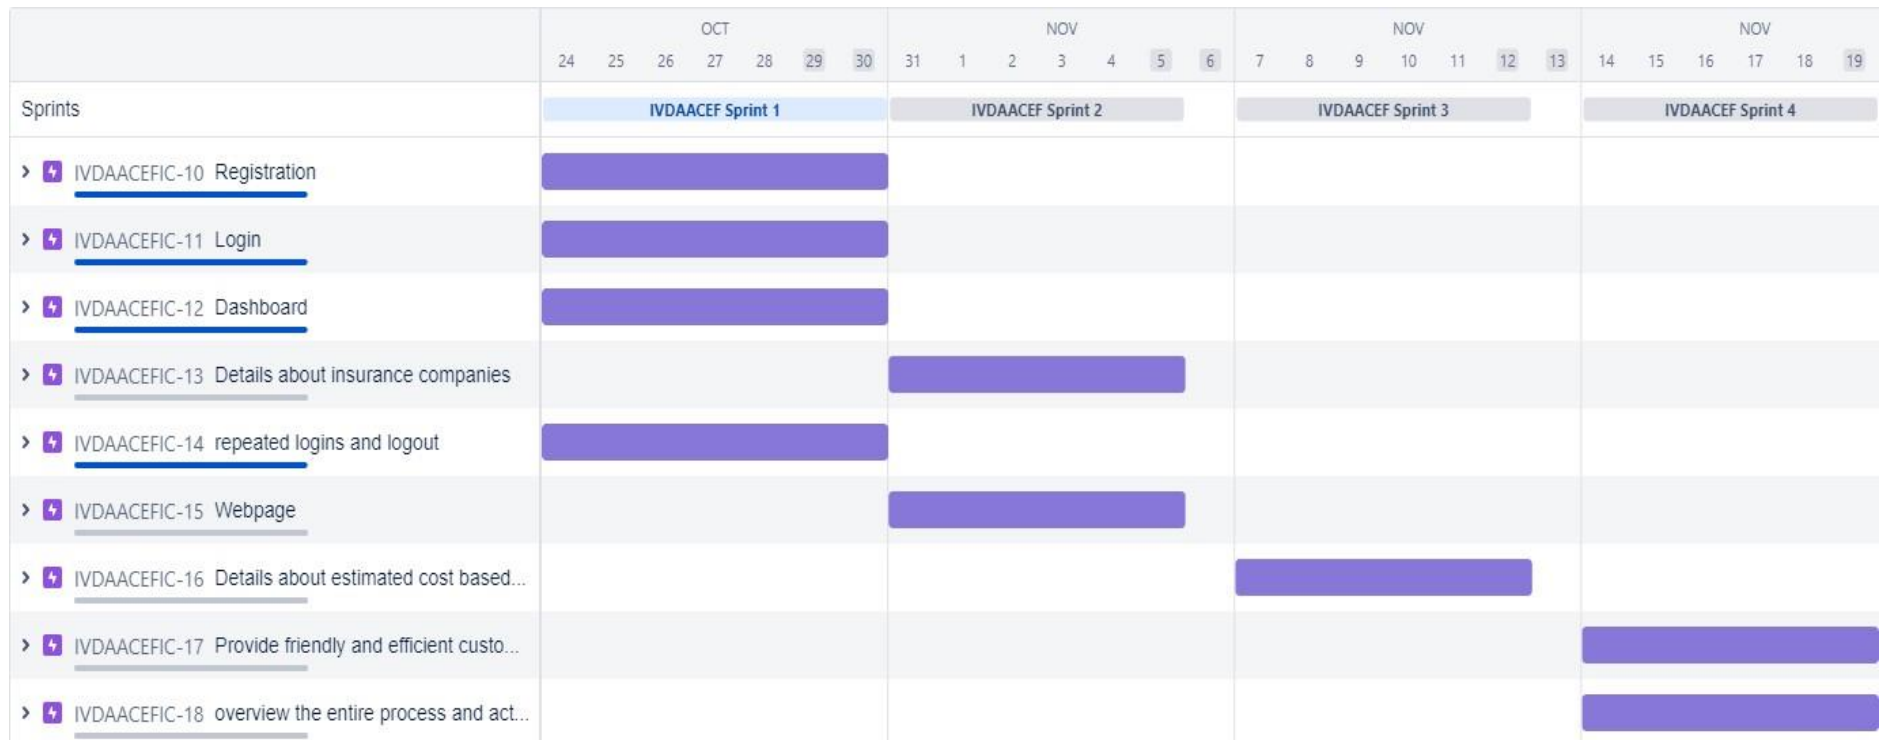 OCT NOV NOV NOV
24 25 26 27 28 29 30 31 1 2 3 4 5 6 7 8 9 10 11 12 13 14 15 16 17 18 19
Sprints IVDAACEF Sprint 1 IVDAACEF Sprint 2 IVDAACEF Sprint 3 IVDAACEF Sprint 4
IVDAACEFIC-10 Registration
IVDAACEFIC-11 Login
IVDAACEFIC-12 Dashboard
IVDAACEFIC-13 Details about insurance companies
IVDAACEFIC-14 repeated logins and logout
IVDAACEFIC-15 Webpage
IVDAACEFIC-16 Details about estimated cost based...
IVDAACEFIC-17 Provide friendly and efficient custo...
IVDAACEFIC-18 overview the entire process and act...